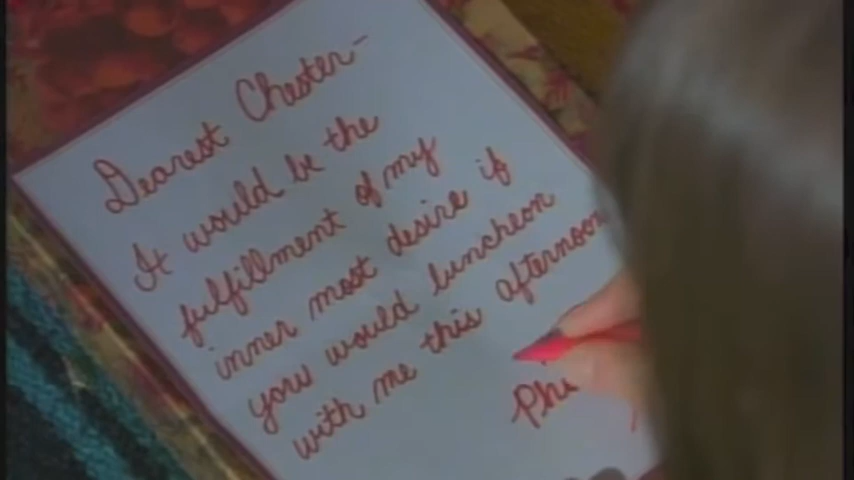 Dearest Chester-
It would be the
fulfillment of my
inner most desire if
you would luncheon
with me this afternoon